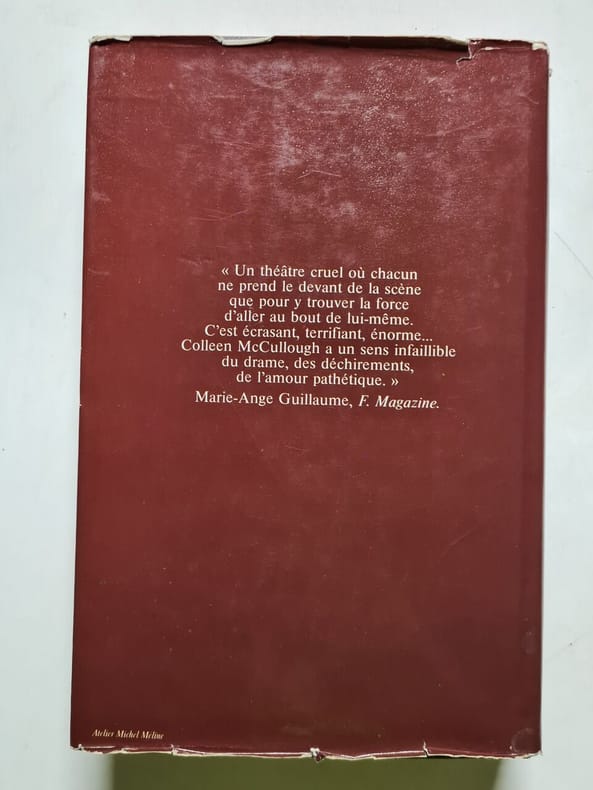 « Un théâtre cruel où chacun
ne prend le devant de la scène
que pour y trouver la force
d'aller au bout de lui-même.
C'est écrasant, terrifiant, énorme...
Colleen McCullough a un sens infaillible
du drame, des déchirements,
de l'amour pathétique. »
Marie-Ange Guillaume, F. Magazine.
Atelier Michel Méline